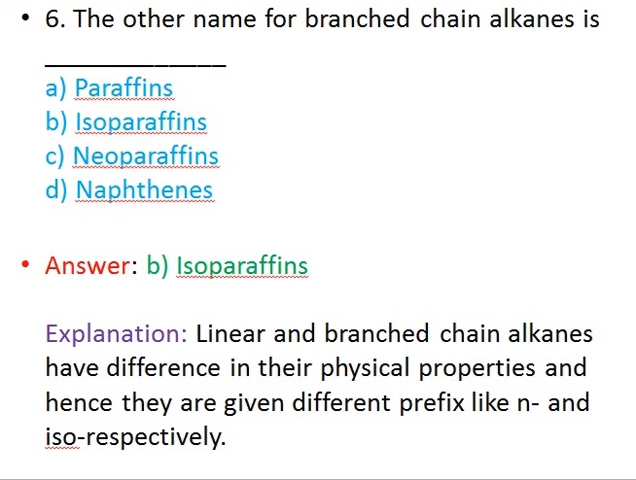 • 6. The other name for branched chain alkanes is
_____________
a) Paraffins
b) Isoparaffins
c) Neoparaffins
d) Naphthenes
• Answer: b) Isoparaffins
Explanation: Linear and branched chain alkanes
have difference in their physical properties and
hence they are given different prefix like n- and
iso-respectively.